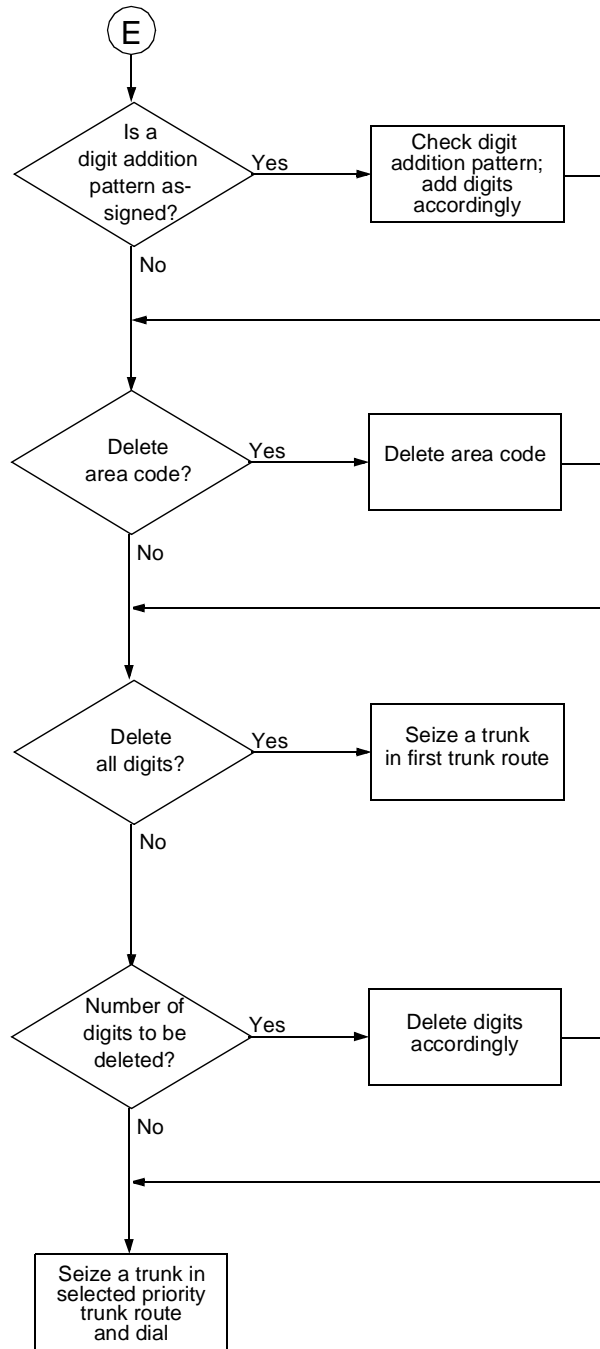 E
Is a
digit addition
pattern as-
signed?
Yes
Check digit
addition pattern;
add digits
accordingly
No
Delete
area code?
Yes
Delete area code
No
Delete
all digits?
Yes
Seize a trunk
in first trunk route
No
Number of
digits to be
deleted?
Yes
Delete digits
accordingly
No
Seize a trunk in
selected priority
trunk route
and dial